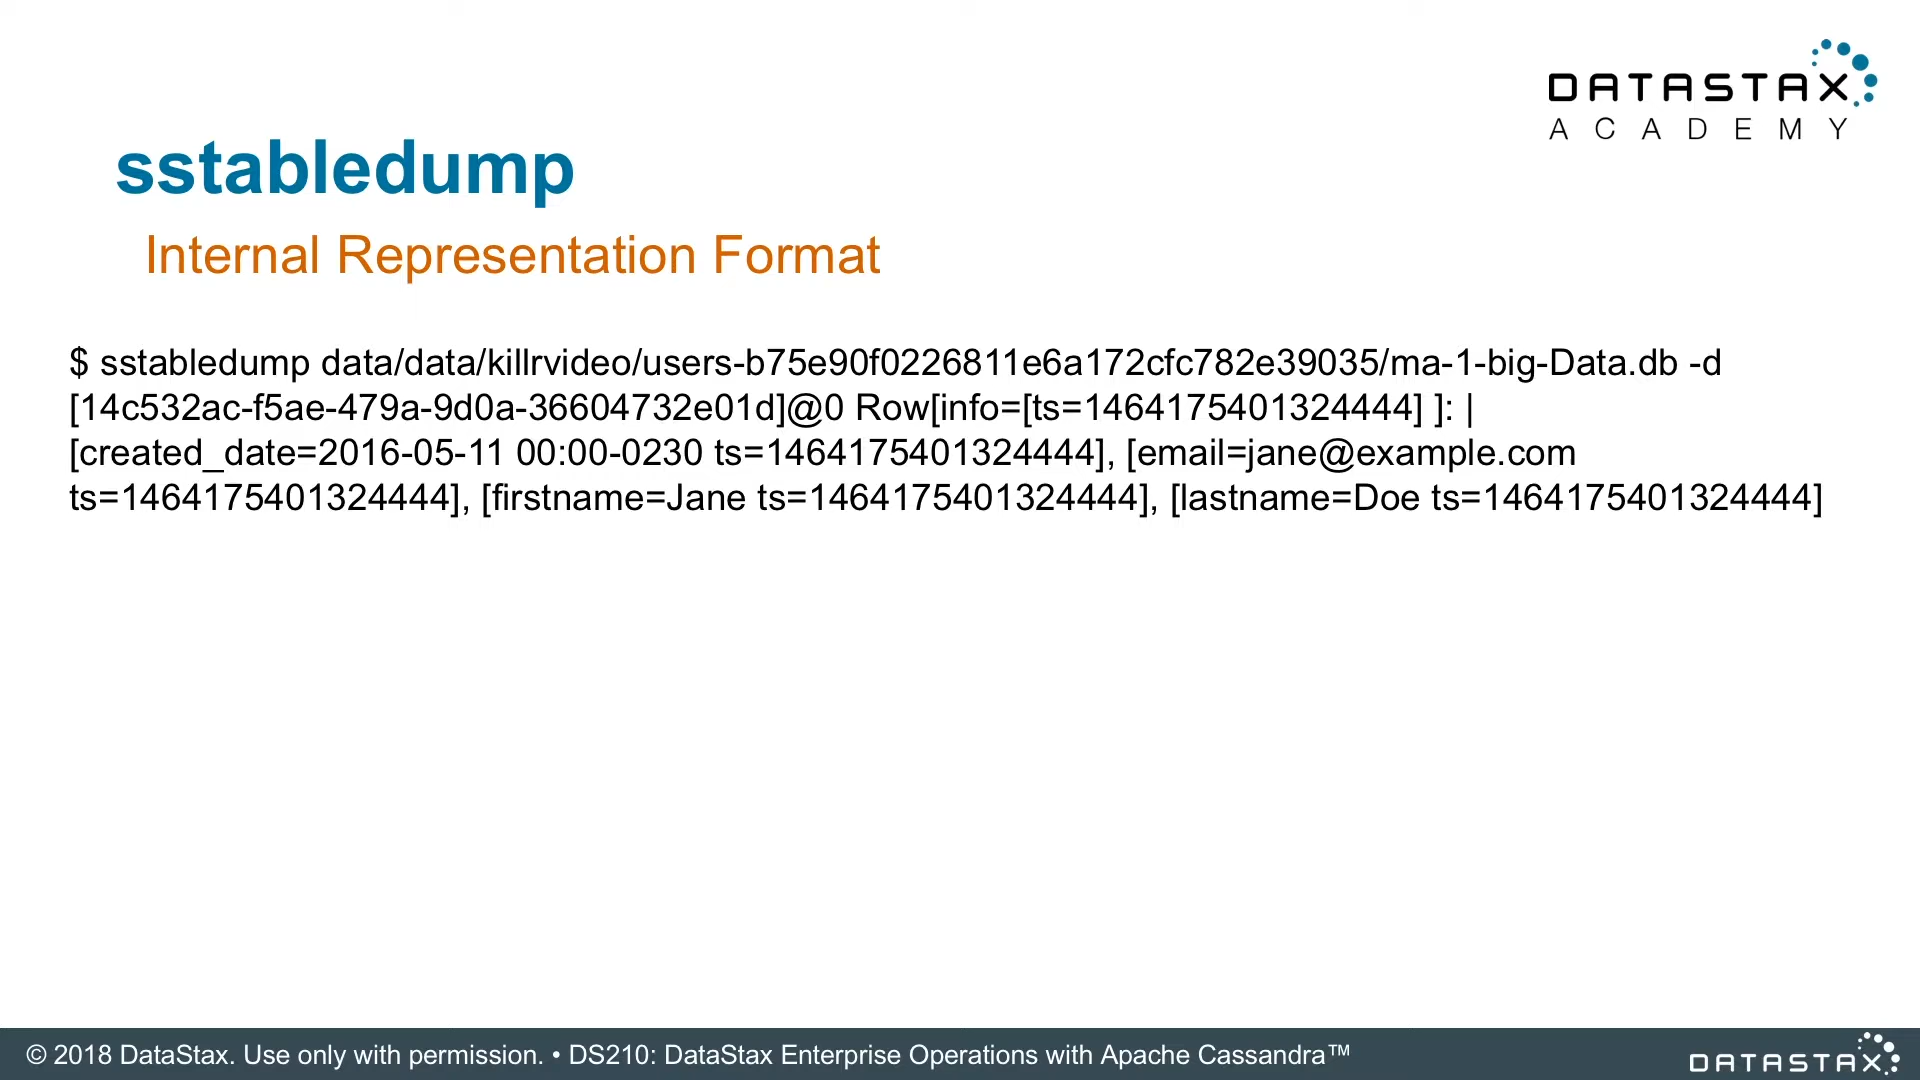 DATASTAX
ACADEMY
sstabledump
Internal Representation Format
$ sstabledump data/data/killrvideo/users-b75e90f0226811e6a172cfc782e39035/ma-1-big-Data.db -d
[14c532ac-f5ae-479a-9d0a-36604732e01d]@0 Row[info=[ts=1464175401324444] ]: |
[created_date=2016-05-11 00:00-0230 ts=1464175401324444], [email=jane@example.com
ts=1464175401324444], [firstname=Jane ts=1464175401324444], [lastname=Doe ts=1464175401324444]
© 2018 DataStax. Use only with permission. • DS210: DataStax Enterprise Operations with Apache Cassandra™
DATASTAX